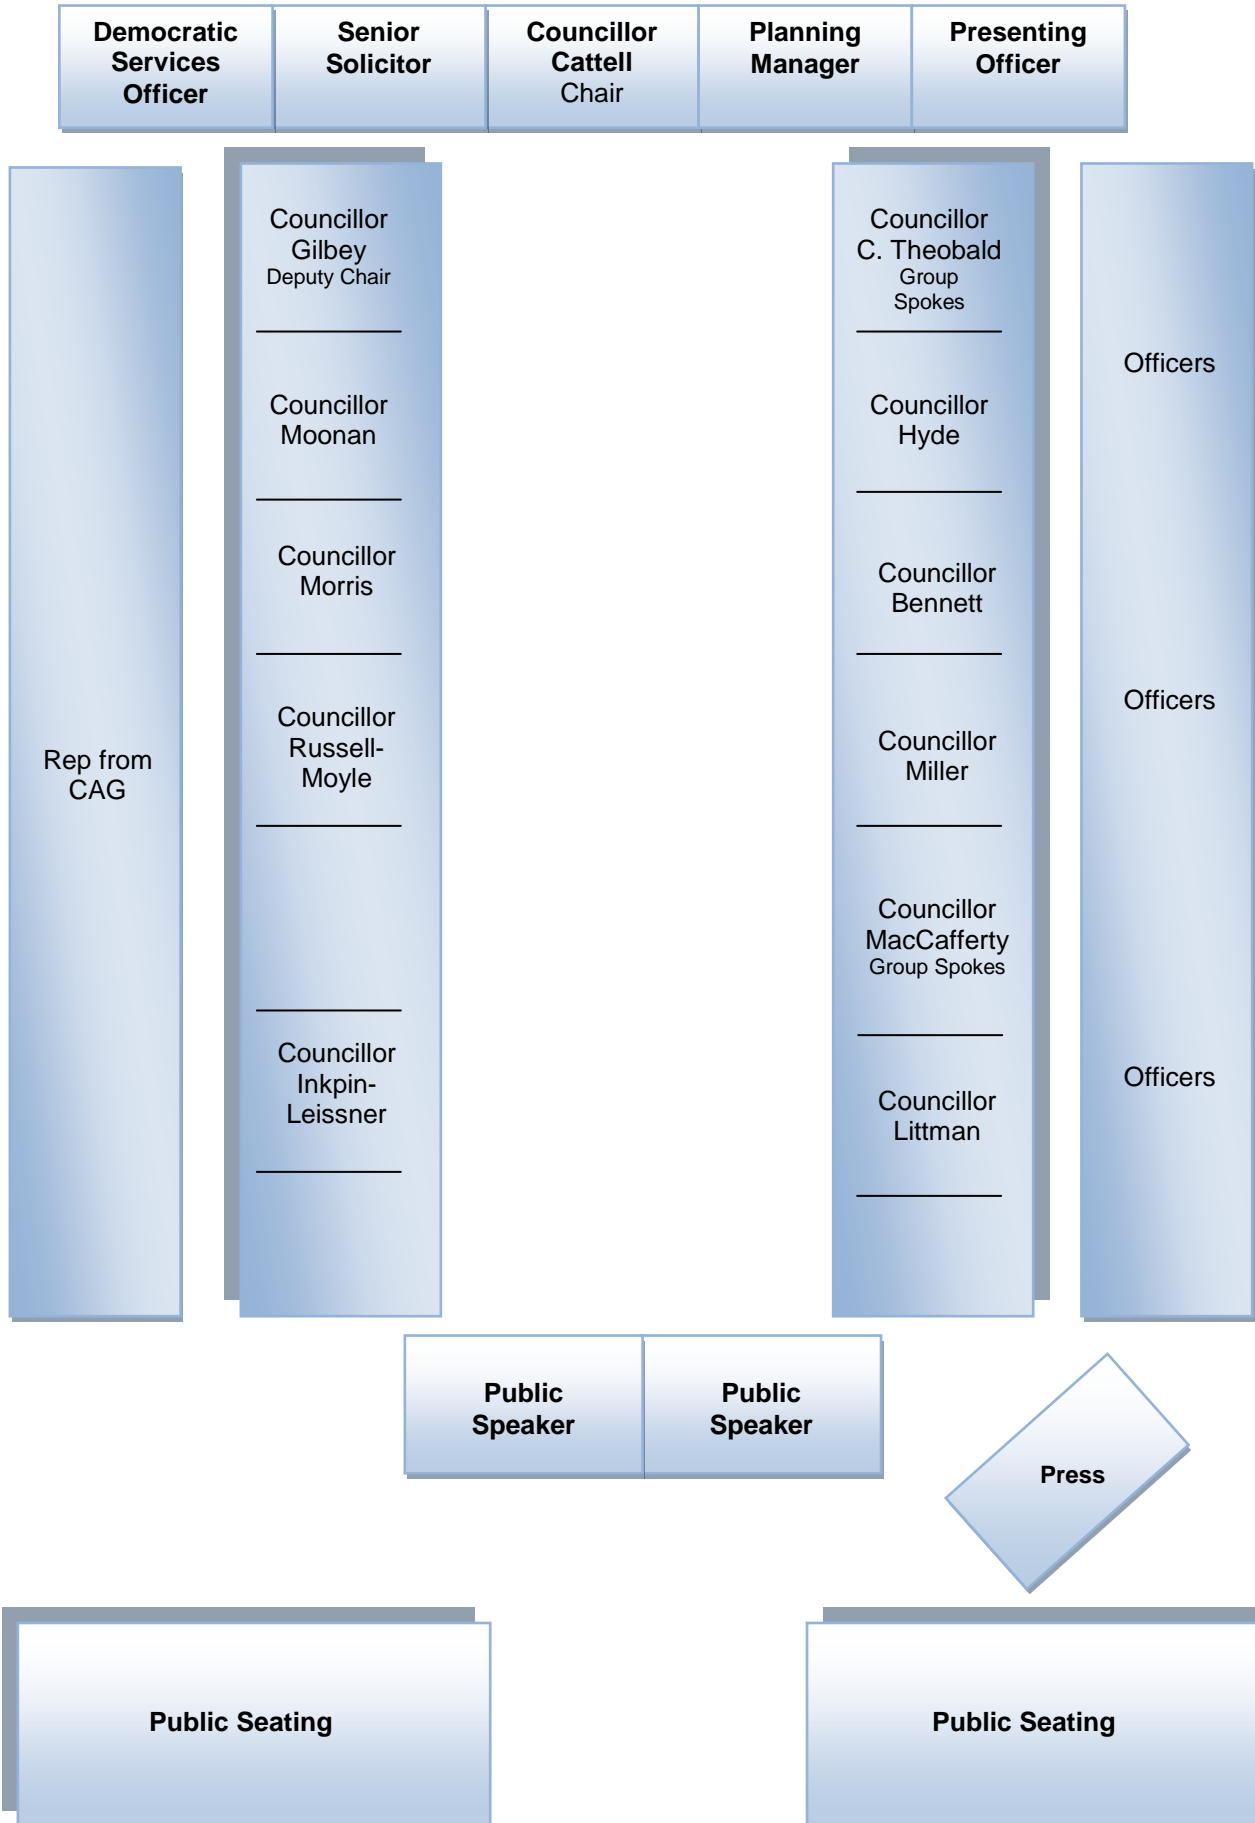 Democratic
Services
Officer
Senior
Solicitor
Councillor
Cattell
Chair
Planning
Manager
Presenting
Officer
Rep from
CAG
Councillor
Gilbey
Deputy Chair
Councillor
Moonan
Councillor
Morris
Councillor
Russell-
Moyle
Councillor
Inkpin-
Leissner
Councillor
C. Theobald
Group
Spokes
Councillor
Hyde
Councillor
Bennett
Councillor
Miller
Councillor
MacCafferty
Group Spokes
Councillor
Littman
Officers
Officers
Officers
Public
Speaker
Public
Speaker
Press
Public Seating
Public Seating